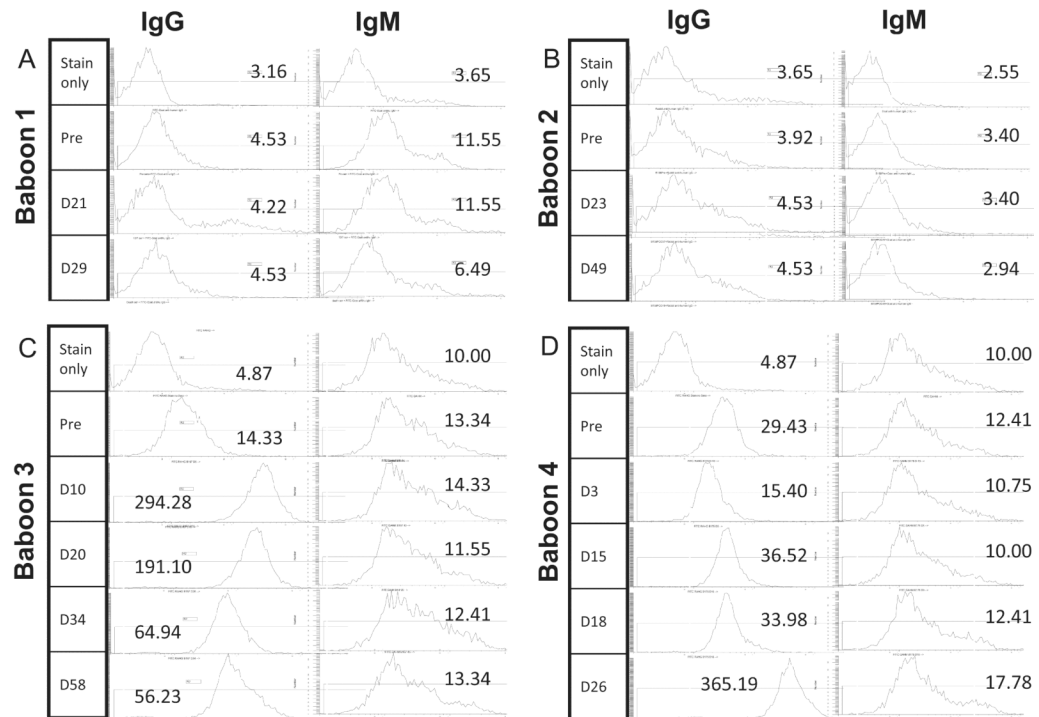 IgG IgM
A
Baboon 1
Stain only 3.16 3.65
Pre 4.53 11.55
D21 4.22 11.55
D29 4.53 6.49
IgG IgM
B
Baboon 2
Stain only 3.65 2.55
Pre 3.92 3.40
D23 4.53 3.40
D49 4.53 2.94
C
Baboon 3
Stain only 4.87 10.00
Pre 14.33 13.34
D10 294.28 14.33
D20 191.10 11.55
D34 64.94 12.41
D58 56.23 13.34
D
Baboon 4
Stain only 4.87 10.00
Pre 29.43 12.41
D3 15.40 10.75
D15 36.52 10.00
D18 33.98 12.41
D26 365.19 17.78